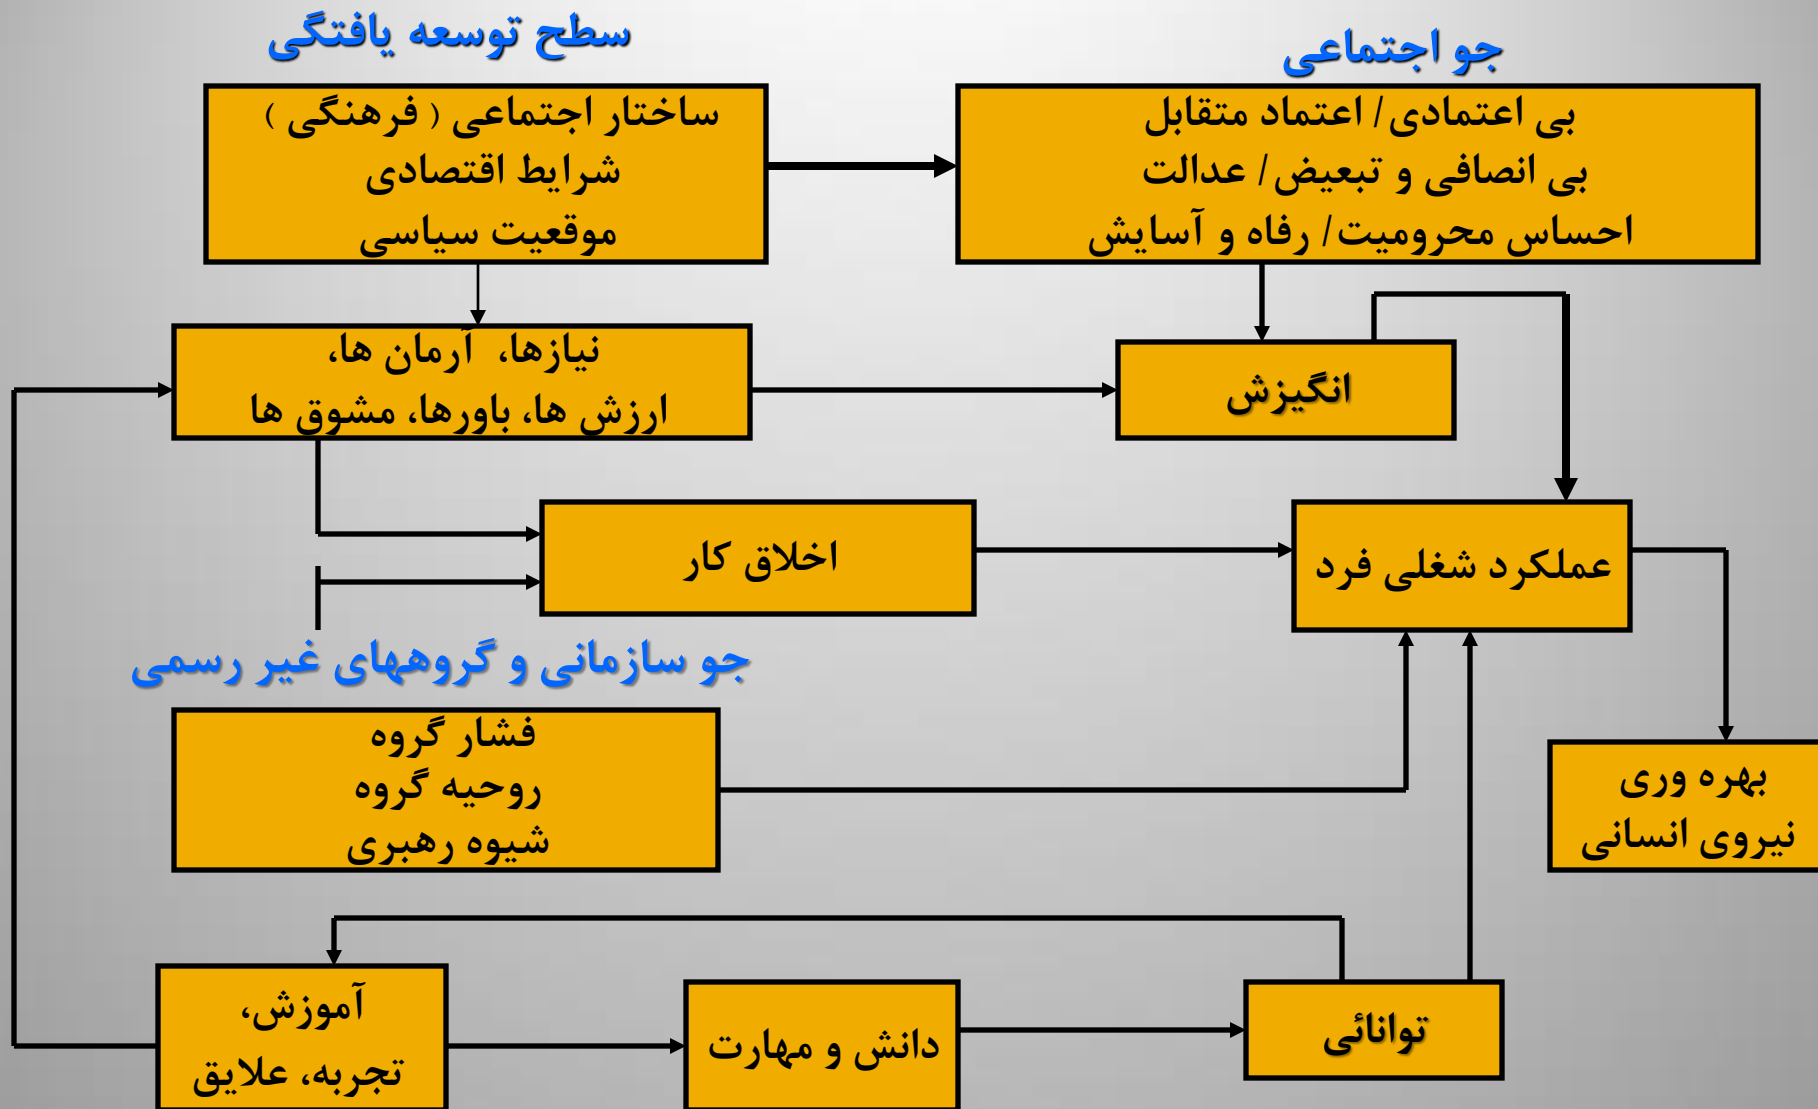 جو اجتماعی
بی اعتمادی/ اعتماد متقابل
بی انصافی و تبعیض/ عدالت
احساس محرومیت/ رفاه و آسایش
سطح توسعه یافتگی
ساختار اجتماعی ( فرهنگی )
شرایط اقتصادی
موقعیت سیاسی
انگیزش
نیازها، آرمان ها،
ارزش ها، باورها، مشوق ها
عملکرد شغلی فرد
اخلاق کار
جو سازمانی و گروههای غیر رسمی
فشار گروه
روحیه گروه
شیوه رهبری
بهره وری
نیروی انسانی
توانائی
دانش و مهارت
آموزش،
تجربه، علایق